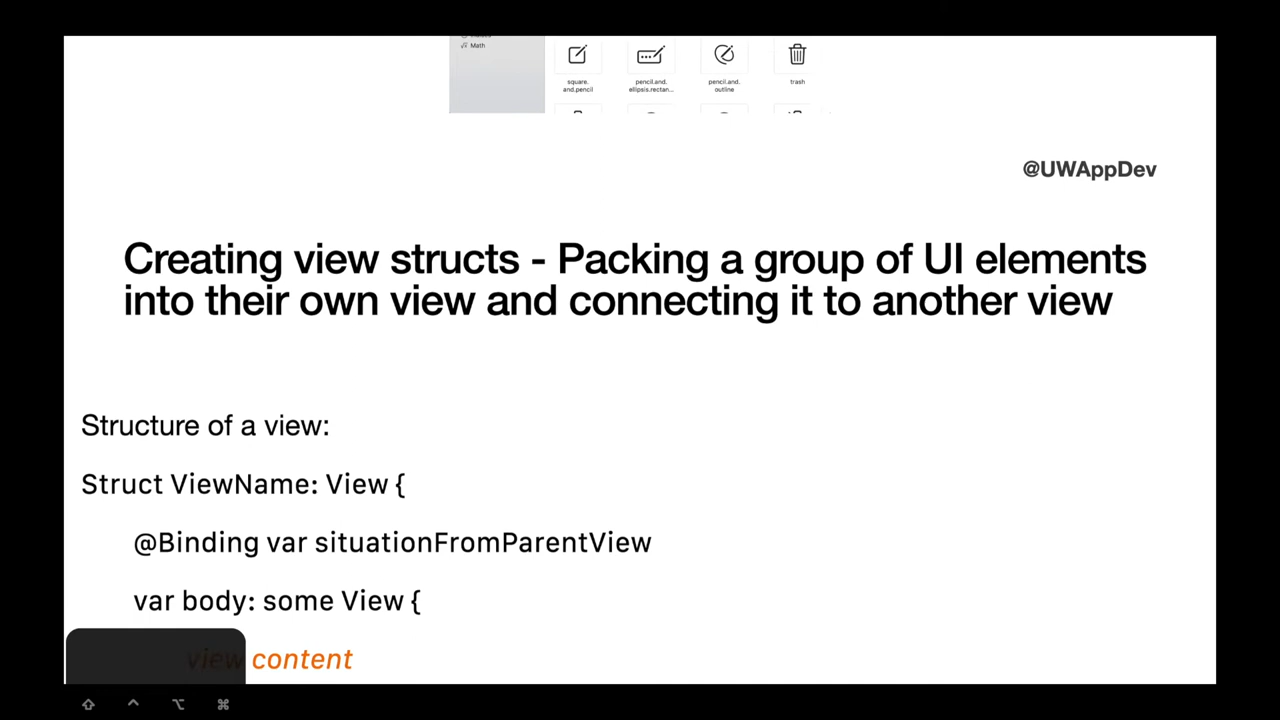 Math
square.
and.pencil
pencil.and.
ellipsis.rectan...
pencil.and.
outline
trash
@UWAppDev
Creating view structs - Packing a group of UI elements
into their own view and connecting it to another view
Structure of a view:
Struct ViewName: View {
@Binding var situationFromParentView
var body: some View {
view content